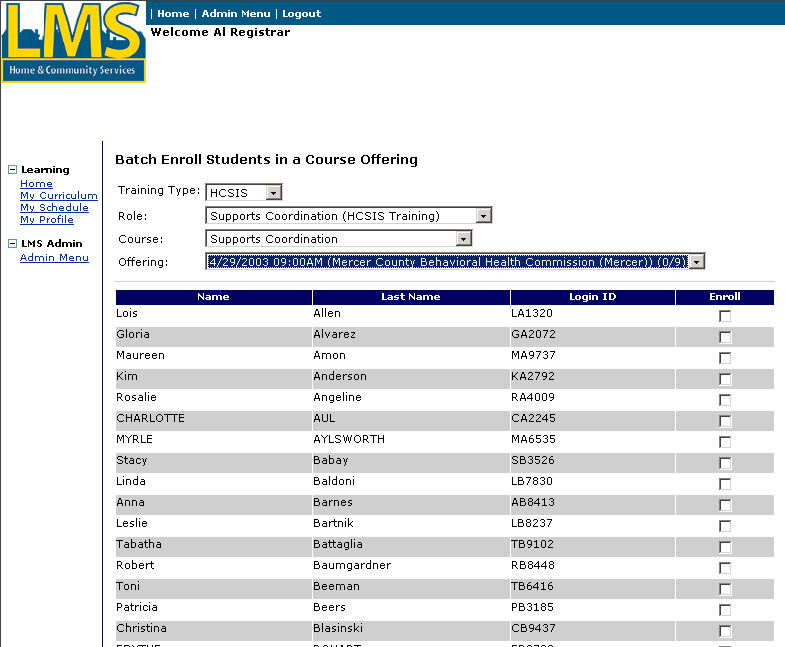 LMS
Home & Community Services
| Home | Admin Menu | Logout
Welcome Al Registrar
Learning
Home
My Curriculum
My Schedule
My Profile
LMS Admin
Admin Menu
Batch Enroll Students in a Course Offering
Training Type: HCSIS
Role: Supports Coordination (HCSIS Training)
Course: Supports Coordination
Offering: 4/29/2003 09:00AM (Mercer County Behavioral Health Commission (Mercer)) (0/9)
Name Last Name Login ID Enroll
Lois Allen LA1320
Gloria Alvarez GA2072
Maureen Amon MA9737
Kim Anderson KA2792
Rosalie Angeline RA4009
CHARLOTTE AUL CA2245
MYRLE AYLSWORTH MA6535
Stacy Babay SB3526
Linda Baldoni LB7830
Anna Barnes AB8413
Leslie Bartnik LB8237
Tabatha Battaglia TB9102
Robert Baumgardner RB8448
Toni Beeman TB6416
Patricia Beers PB3185
Christina Blasinski CB9437